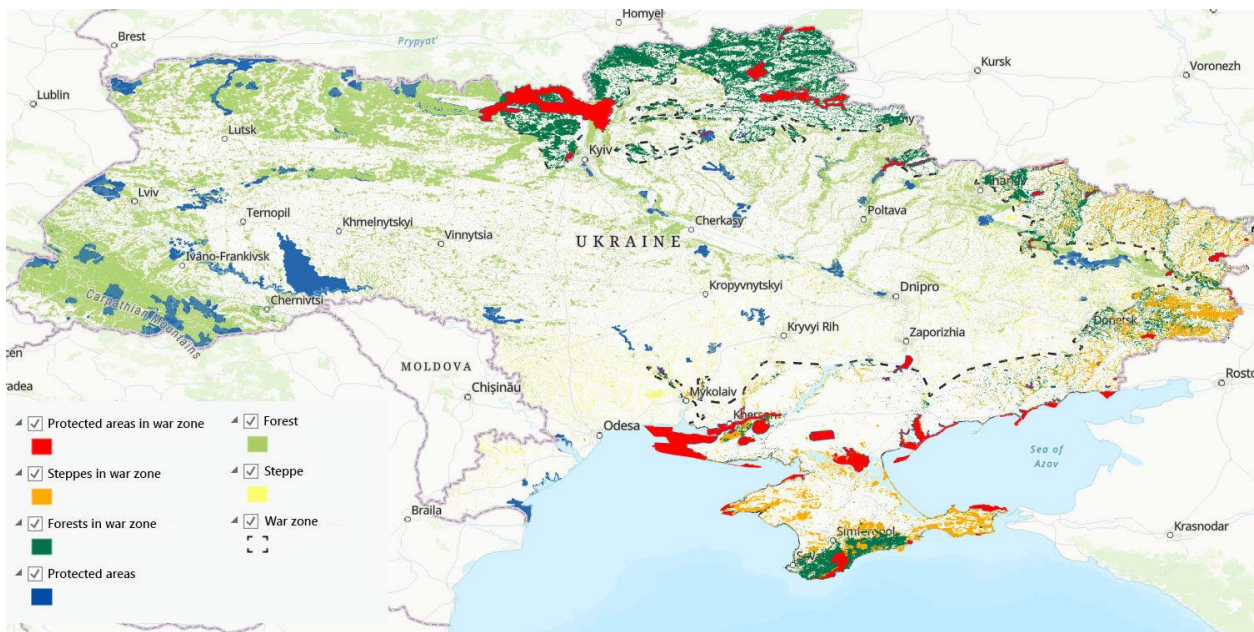 Homyel
Brest
Prypyat'
Kursk
Voronezh
Lublin
Lutsk
Kyiv
Lviv
Ternopil
Khmelnytskyi
Vinnytsia
Cherkasy
Poltava
UKRAINE
Ivano-Frankivsk
Chernivtsi
Carpathian Mountains
Kropyvnytskyi
Dnipro
Donetsk
Kryvyi Rih
Zaporizhia
MOLDOVA
Chișinău
Mykolaiv
Kherson
Odesa
Sea of
Azov
Braila
Krasnodar
Simferopol
Protected areas in war zone
Steppes in war zone
Forests in war zone
Protected areas
Forest
Steppe
War zone